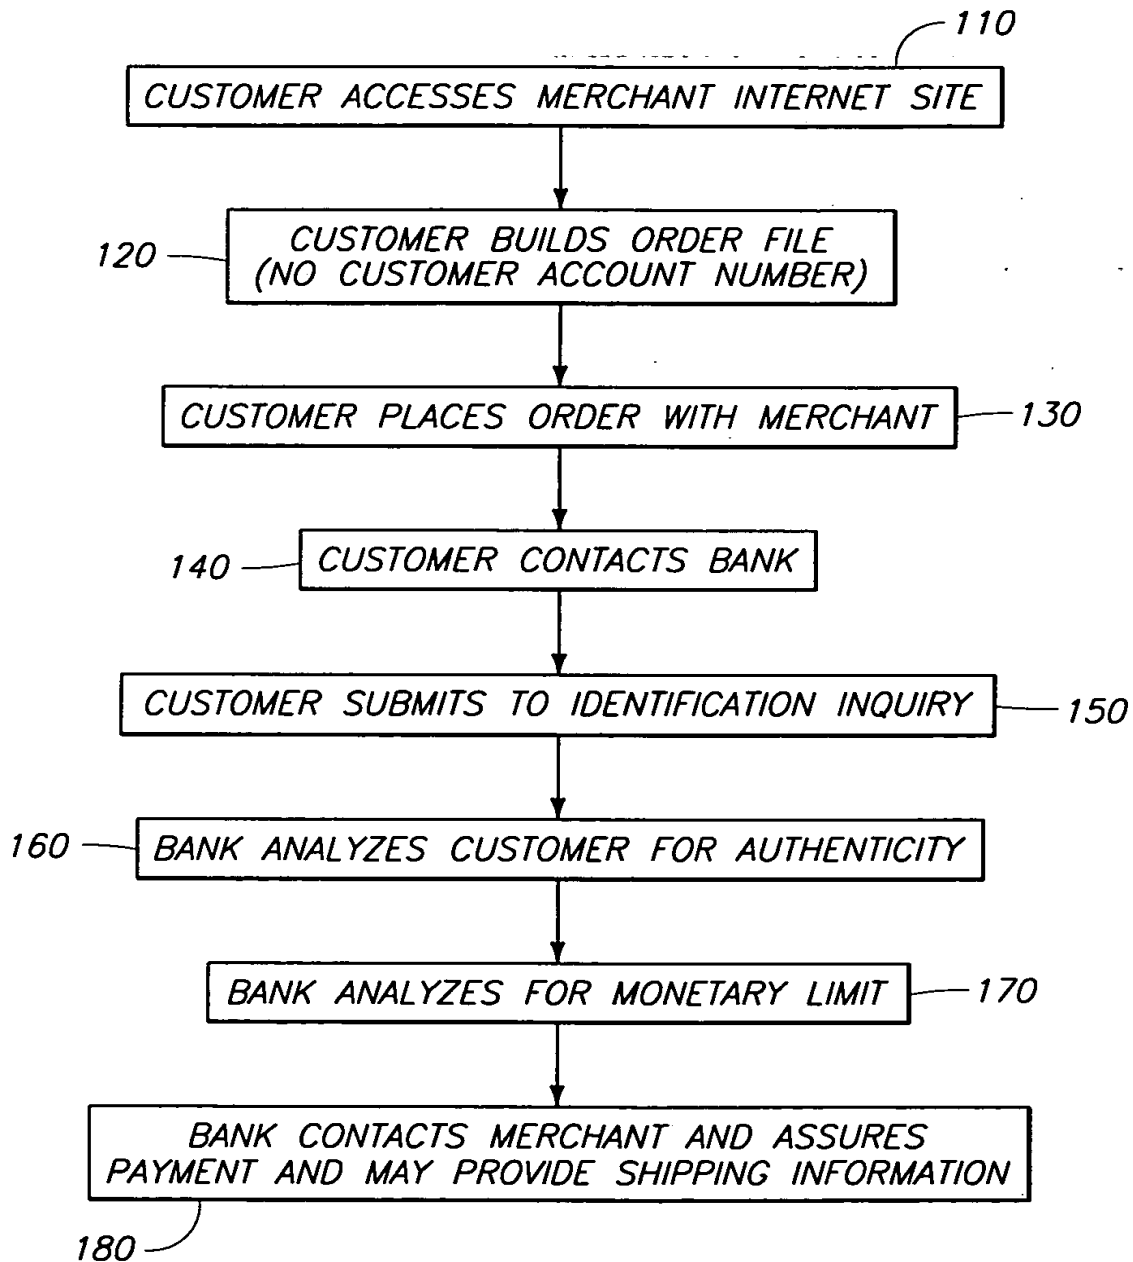 110
CUSTOMER ACCESSES MERCHANT INTERNET SITE
120
CUSTOMER BUILDS ORDER FILE
(NO CUSTOMER ACCOUNT NUMBER)
CUSTOMER PLACES ORDER WITH MERCHANT
130
140
CUSTOMER CONTACTS BANK
CUSTOMER SUBMITS TO IDENTIFICATION INQUIRY
150
160
BANK ANALYZES CUSTOMER FOR AUTHENTICITY
BANK ANALYZES FOR MONETARY LIMIT
170
BANK CONTACTS MERCHANT AND ASSURES
PAYMENT AND MAY PROVIDE SHIPPING INFORMATION
180